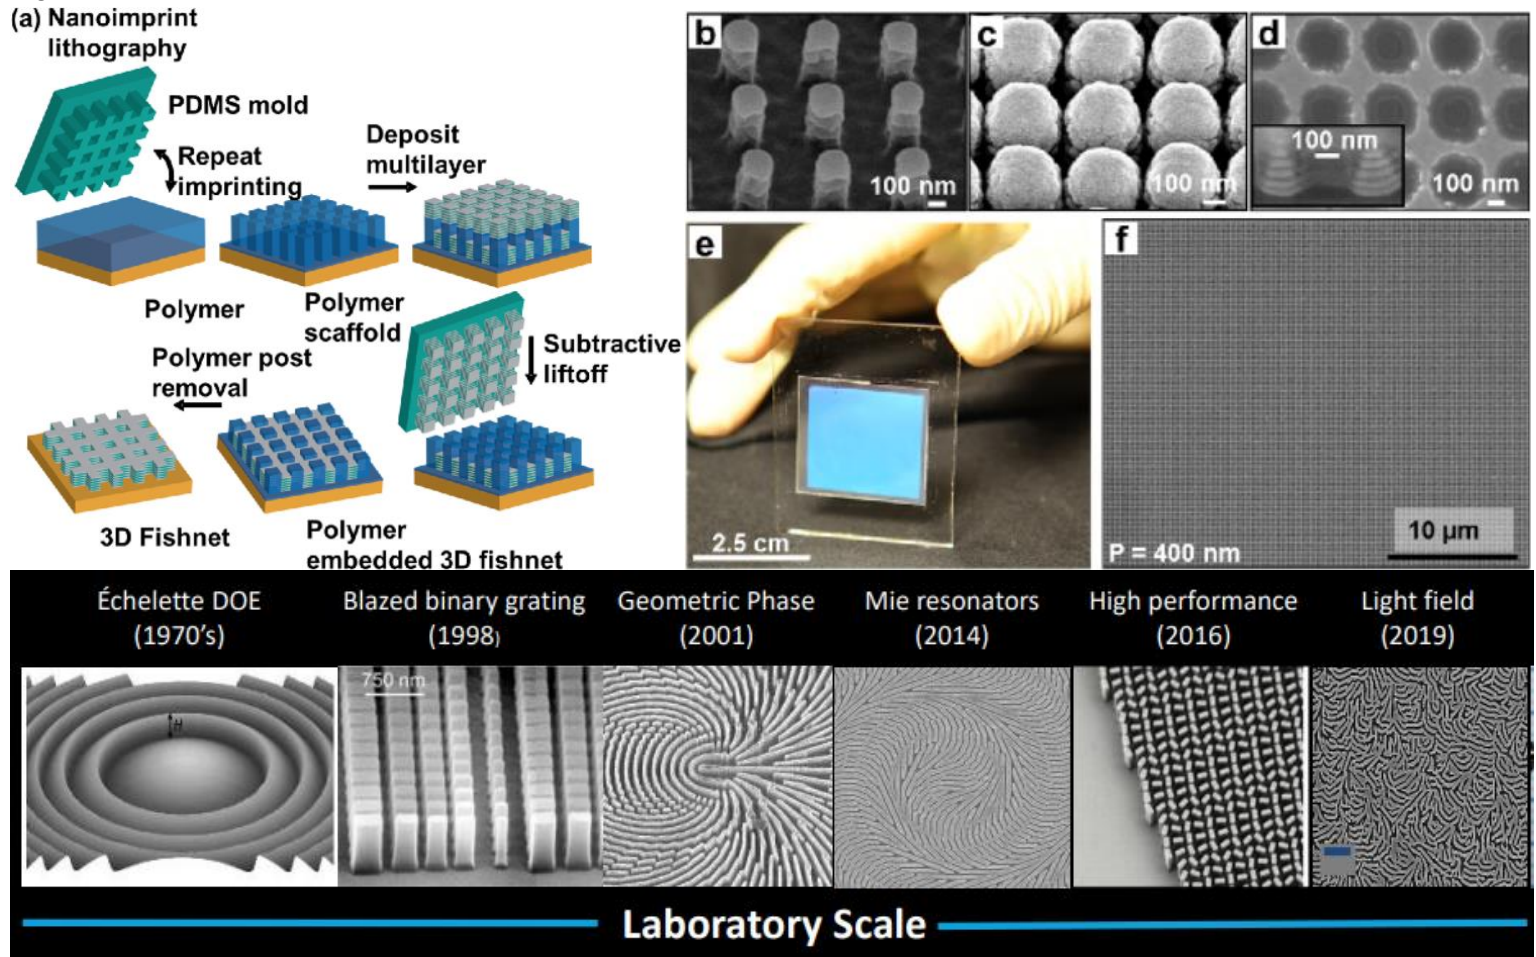 (a) Nanoimprint
lithography
PDMS mold
Repeat
imprinting
Deposit
multilayer
Polymer
Polymer
scaffold
Subtractive
liftoff
Polymer post
removal
3D Fishnet
Polymer
embedded 3D fishnet
b
100 nm
c
100 nm
d
100 nm
100 nm
e
2.5 cm
f
P = 400 nm
10 µm
Échelette DOE
(1970's)
Blazed binary grating
(1998)
Geometric Phase
(2001)
Mie resonators
(2014)
High performance
(2016)
Light field
(2019)
H
750 nm
Laboratory Scale